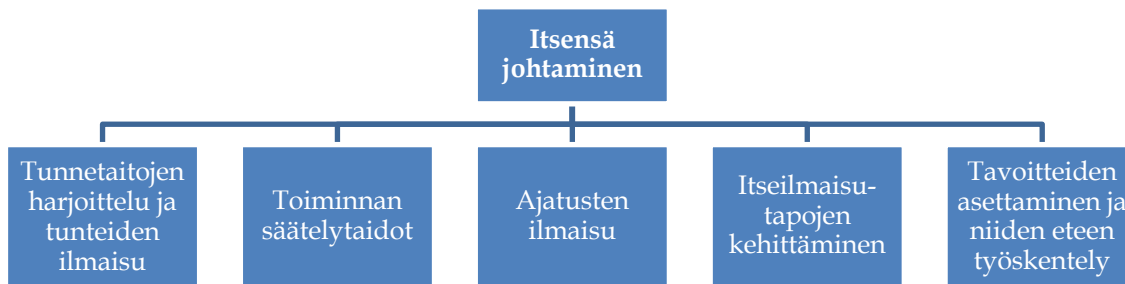 Itsensä
johtaminen
Tunnetaitojen
harjoittelu ja
tunteiden
ilmaisu
Toiminnan
säätelytaidot
Ajatusten
ilmaisu
Itseilmaisu-
tapojen
kehittäminen
Tavoitteiden
asettaminen ja
niiden eteen
työskentely